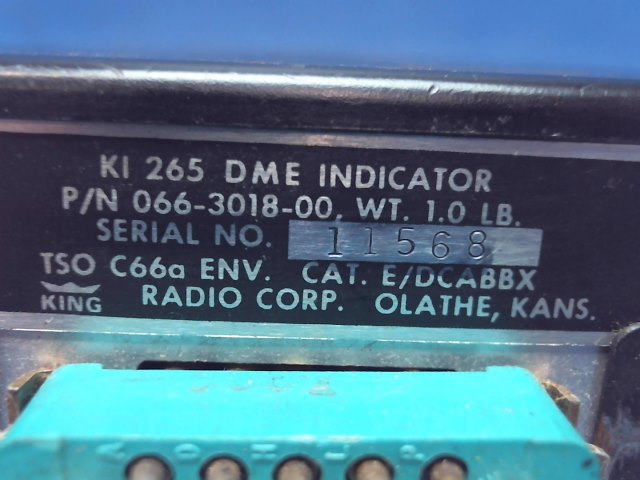 KI 265 DME INDICATOR
P/N 066-3018-00, WT. 1.0 LB.
SERIAL NO. 11568
TSO C66a ENV. CAT. E/DCABBX
KING RADIO CORP. OLATHE, KANS.
A D H L P